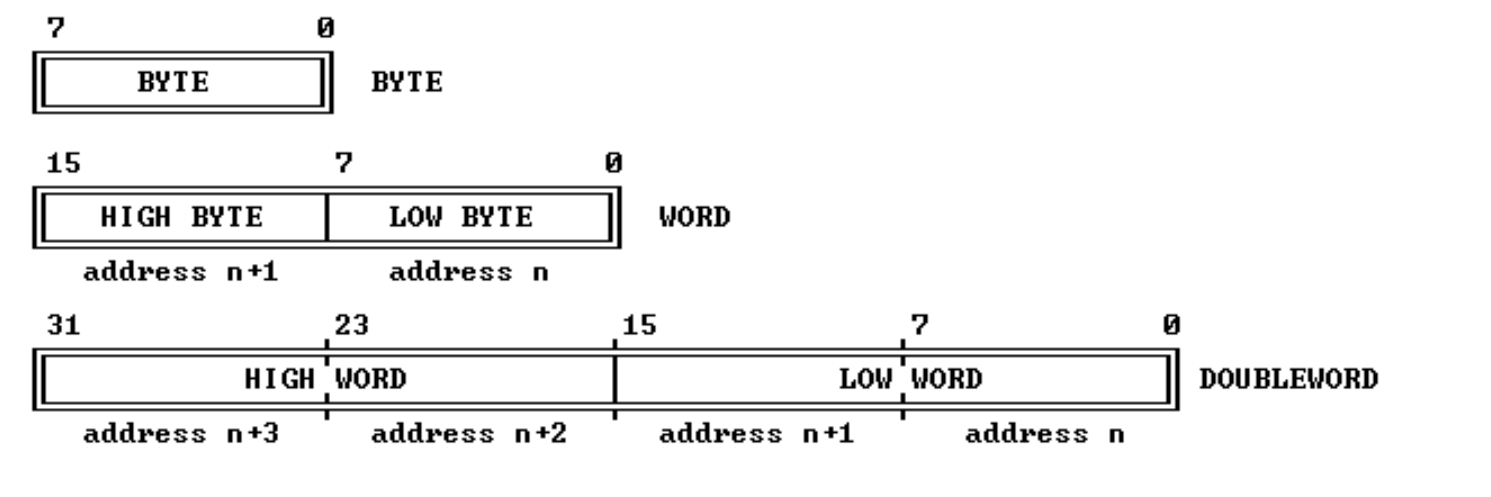 7 0
BYTE BYTE
15 7 0
HIGH BYTE LOW BYTE WORD
address n+1 address n
31 23 15 7 0
HIGH WORD LOW WORD DOUBLEWORD
address n+3 address n+2 address n+1 address n